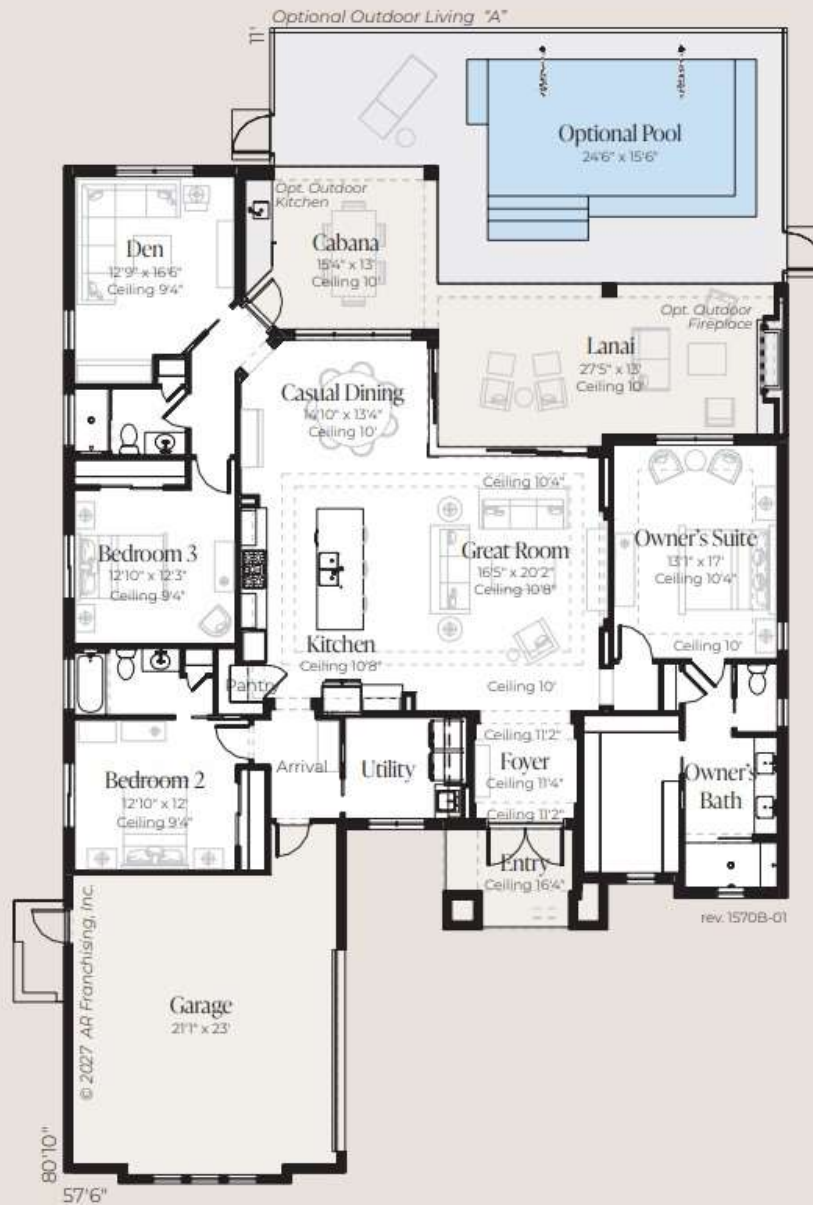 Optional Outdoor Living "A"
11'
Optional Pool
24'6" x 15'6"
Opt. Outdoor
Kitchen
Cabana
15'4" x 13'
Ceiling 10'
Den
12'9" x 16'6"
Ceiling 9'4"
Opt. Outdoor
Fireplace
Lanai
27'5" x 13'
Ceiling 10'
Casual Dining
14'10" x 13'4"
Ceiling 10'
Ceiling 10'4"
Great Room
16'5" x 20'2"
Ceiling 10'8"
Owner's Suite
13'1" x 17'
Ceiling 10'4"
Ceiling 10'
Bedroom 3
12'10" x 12'3"
Ceiling 9'4"
Kitchen
Ceiling 10'8"
Pantry
Ceiling 10'
Ceiling 11'2"
Foyer
Ceiling 11'4"
Ceiling 11'2"
Arrival
Utility
Owner's
Bath
Bedroom 2
12'10" x 12'
Ceiling 9'4"
Entry
Ceiling 16'4"
rev. 1570B-01
© 2027 AR Franchising, Inc.
Garage
21'1" x 23'
80'10"
57'6"